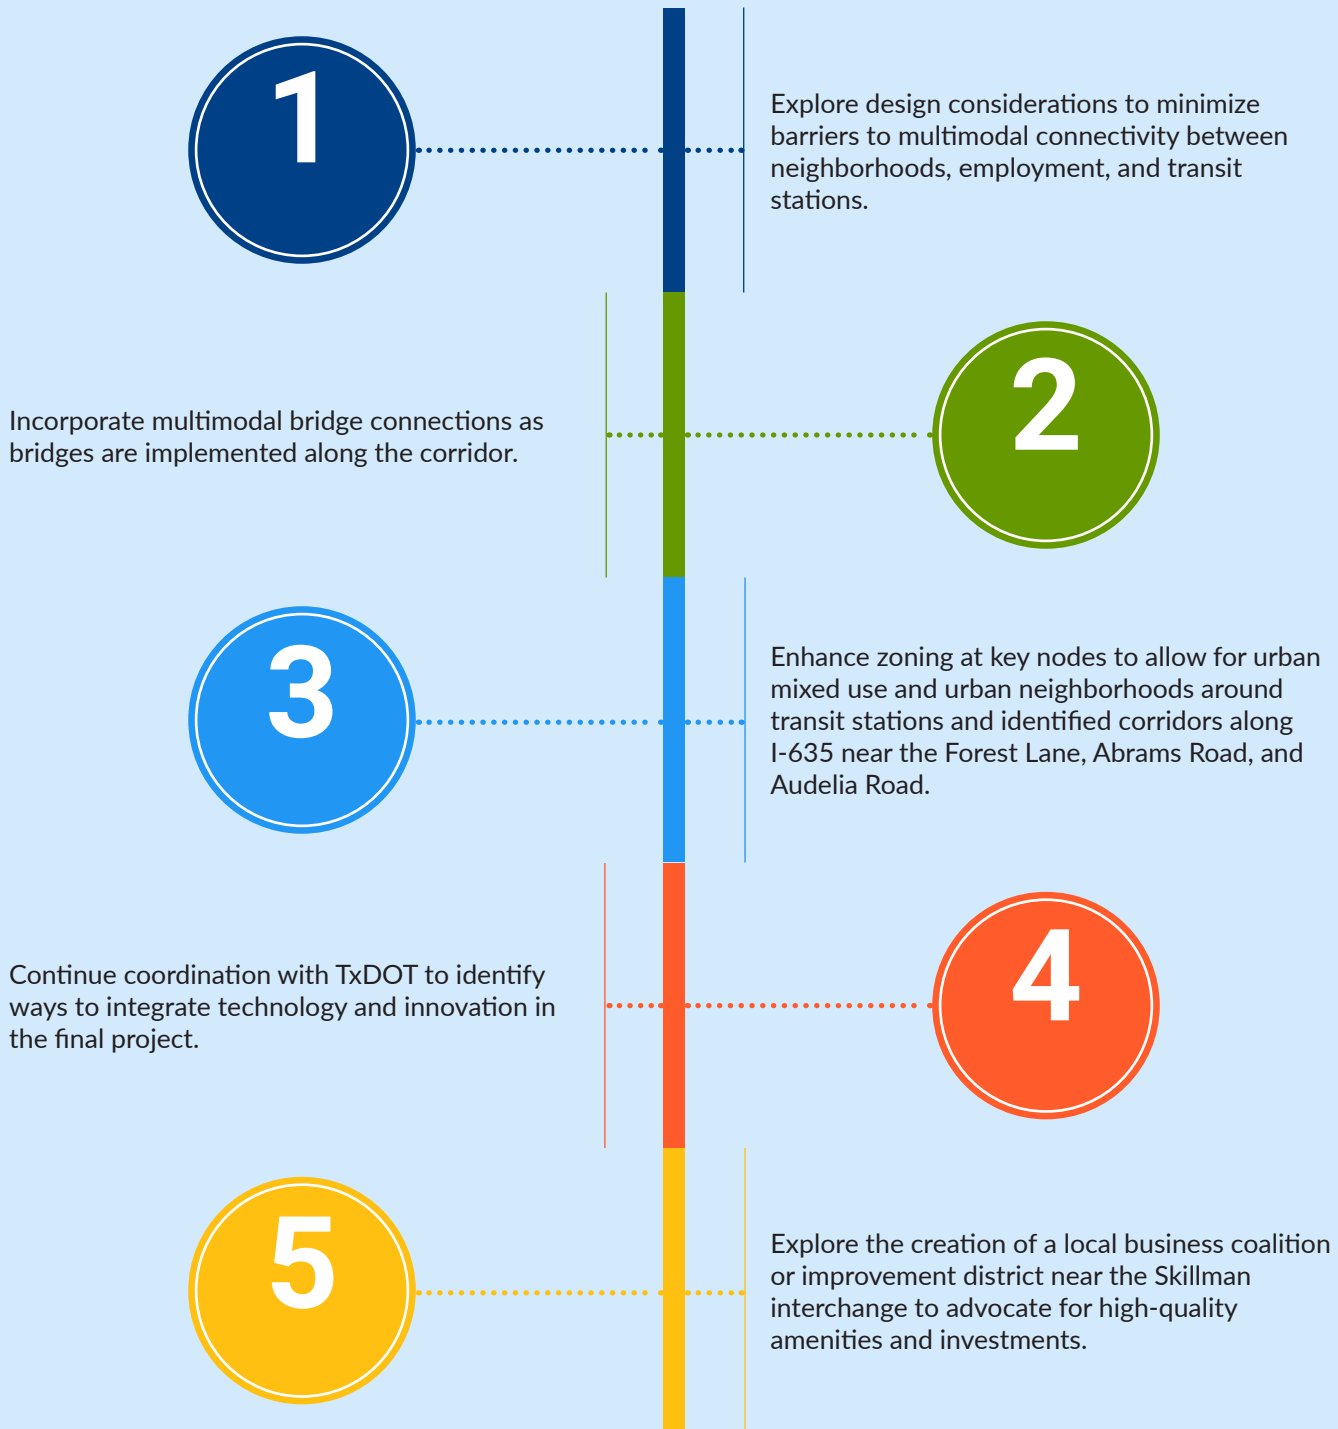 1
Explore design considerations to minimize
barriers to multimodal connectivity between
neighborhoods, employment, and transit
stations.
2
Incorporate multimodal bridge connections as
bridges are implemented along the corridor.
3
Enhance zoning at key nodes to allow for urban
mixed use and urban neighborhoods around
transit stations and identified corridors along
I-635 near the Forest Lane, Abrams Road, and
Audelia Road.
4
Continue coordination with TxDOT to identify
ways to integrate technology and innovation in
the final project.
5
Explore the creation of a local business coalition
or improvement district near the Skillman
interchange to advocate for high-quality
amenities and investments.